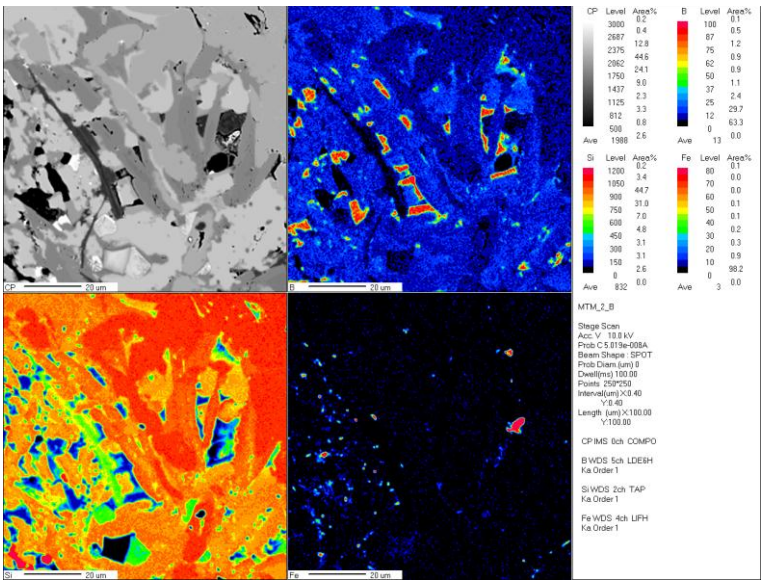 CP Level Area%
0.2
3000
0.4
2687
12.8
2375
44.6
2062
24.1
1750
9.0
1437
2.3
1125
3.3
812
0.8
500
2.6
Ave 1988
B Level Area%
0.1
100
0.5
87
1.2
75
0.9
62
0.9
50
1.1
37
2.4
25
29.7
12
63.3
0
0.0
Ave 13
Si Level Area%
0.2
1200
3.4
1050
44.7
900
31.0
750
7.0
600
4.8
450
3.1
300
3.1
150
2.6
0
0.0
Ave 832
Fe Level Area%
0.1
80
0.0
70
0.0
60
0.1
50
0.1
40
0.2
30
0.3
20
0.9
10
98.2
0
0.0
Ave 3
CP 20 um
B 20 um
Si 20 um
Fe 20 um
MTM_2_B
Stage Scan
Acc. V 10.0 kV
Prob C 5.019e-008A
Beam Shape : SPOT
Prob Diam.(um) 0
Dwell(ms) 100.00
Points 250*250
Interval(um) X:0.40
Y:0.40
Length (um) X:100.00
Y:100.00
CP IMS 0ch COMPO
B WDS 5ch LDE6H
Ka Order 1
Si WDS 2ch TAP
Ka Order 1
Fe WDS 4ch LIFH
Ka Order 1